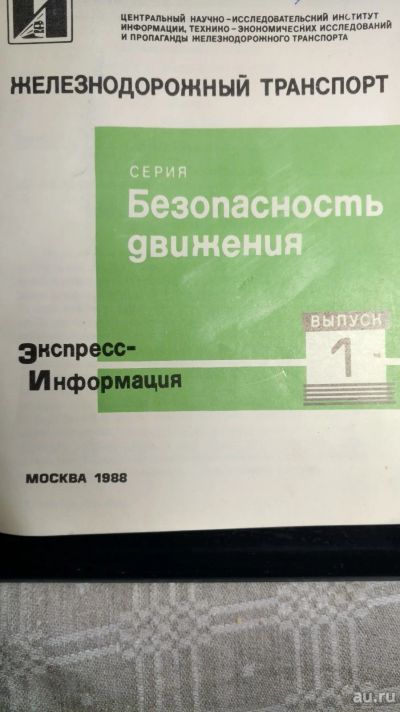 ЦЕНТРАЛЬНЫЙ НАУЧНО-ИССЛЕДОВАТЕЛЬСКИЙ ИНСТИТУТ
ИНФОРМАЦИИ, ТЕХНИКО-ЭКОНОМИЧЕСКИХ ИССЛЕДОВАНИЙ
И ПРОПАГАНДЫ ЖЕЛЕЗНОДОРОЖНОГО ТРАНСПОРТА
ЖЕЛЕЗНОДОРОЖНЫЙ ТРАНСПОРТ
СЕРИЯ
Безопасность
движения
ВЫПУСК
1
Экспресс-
Информация
МОСКВА 1988
au.ru